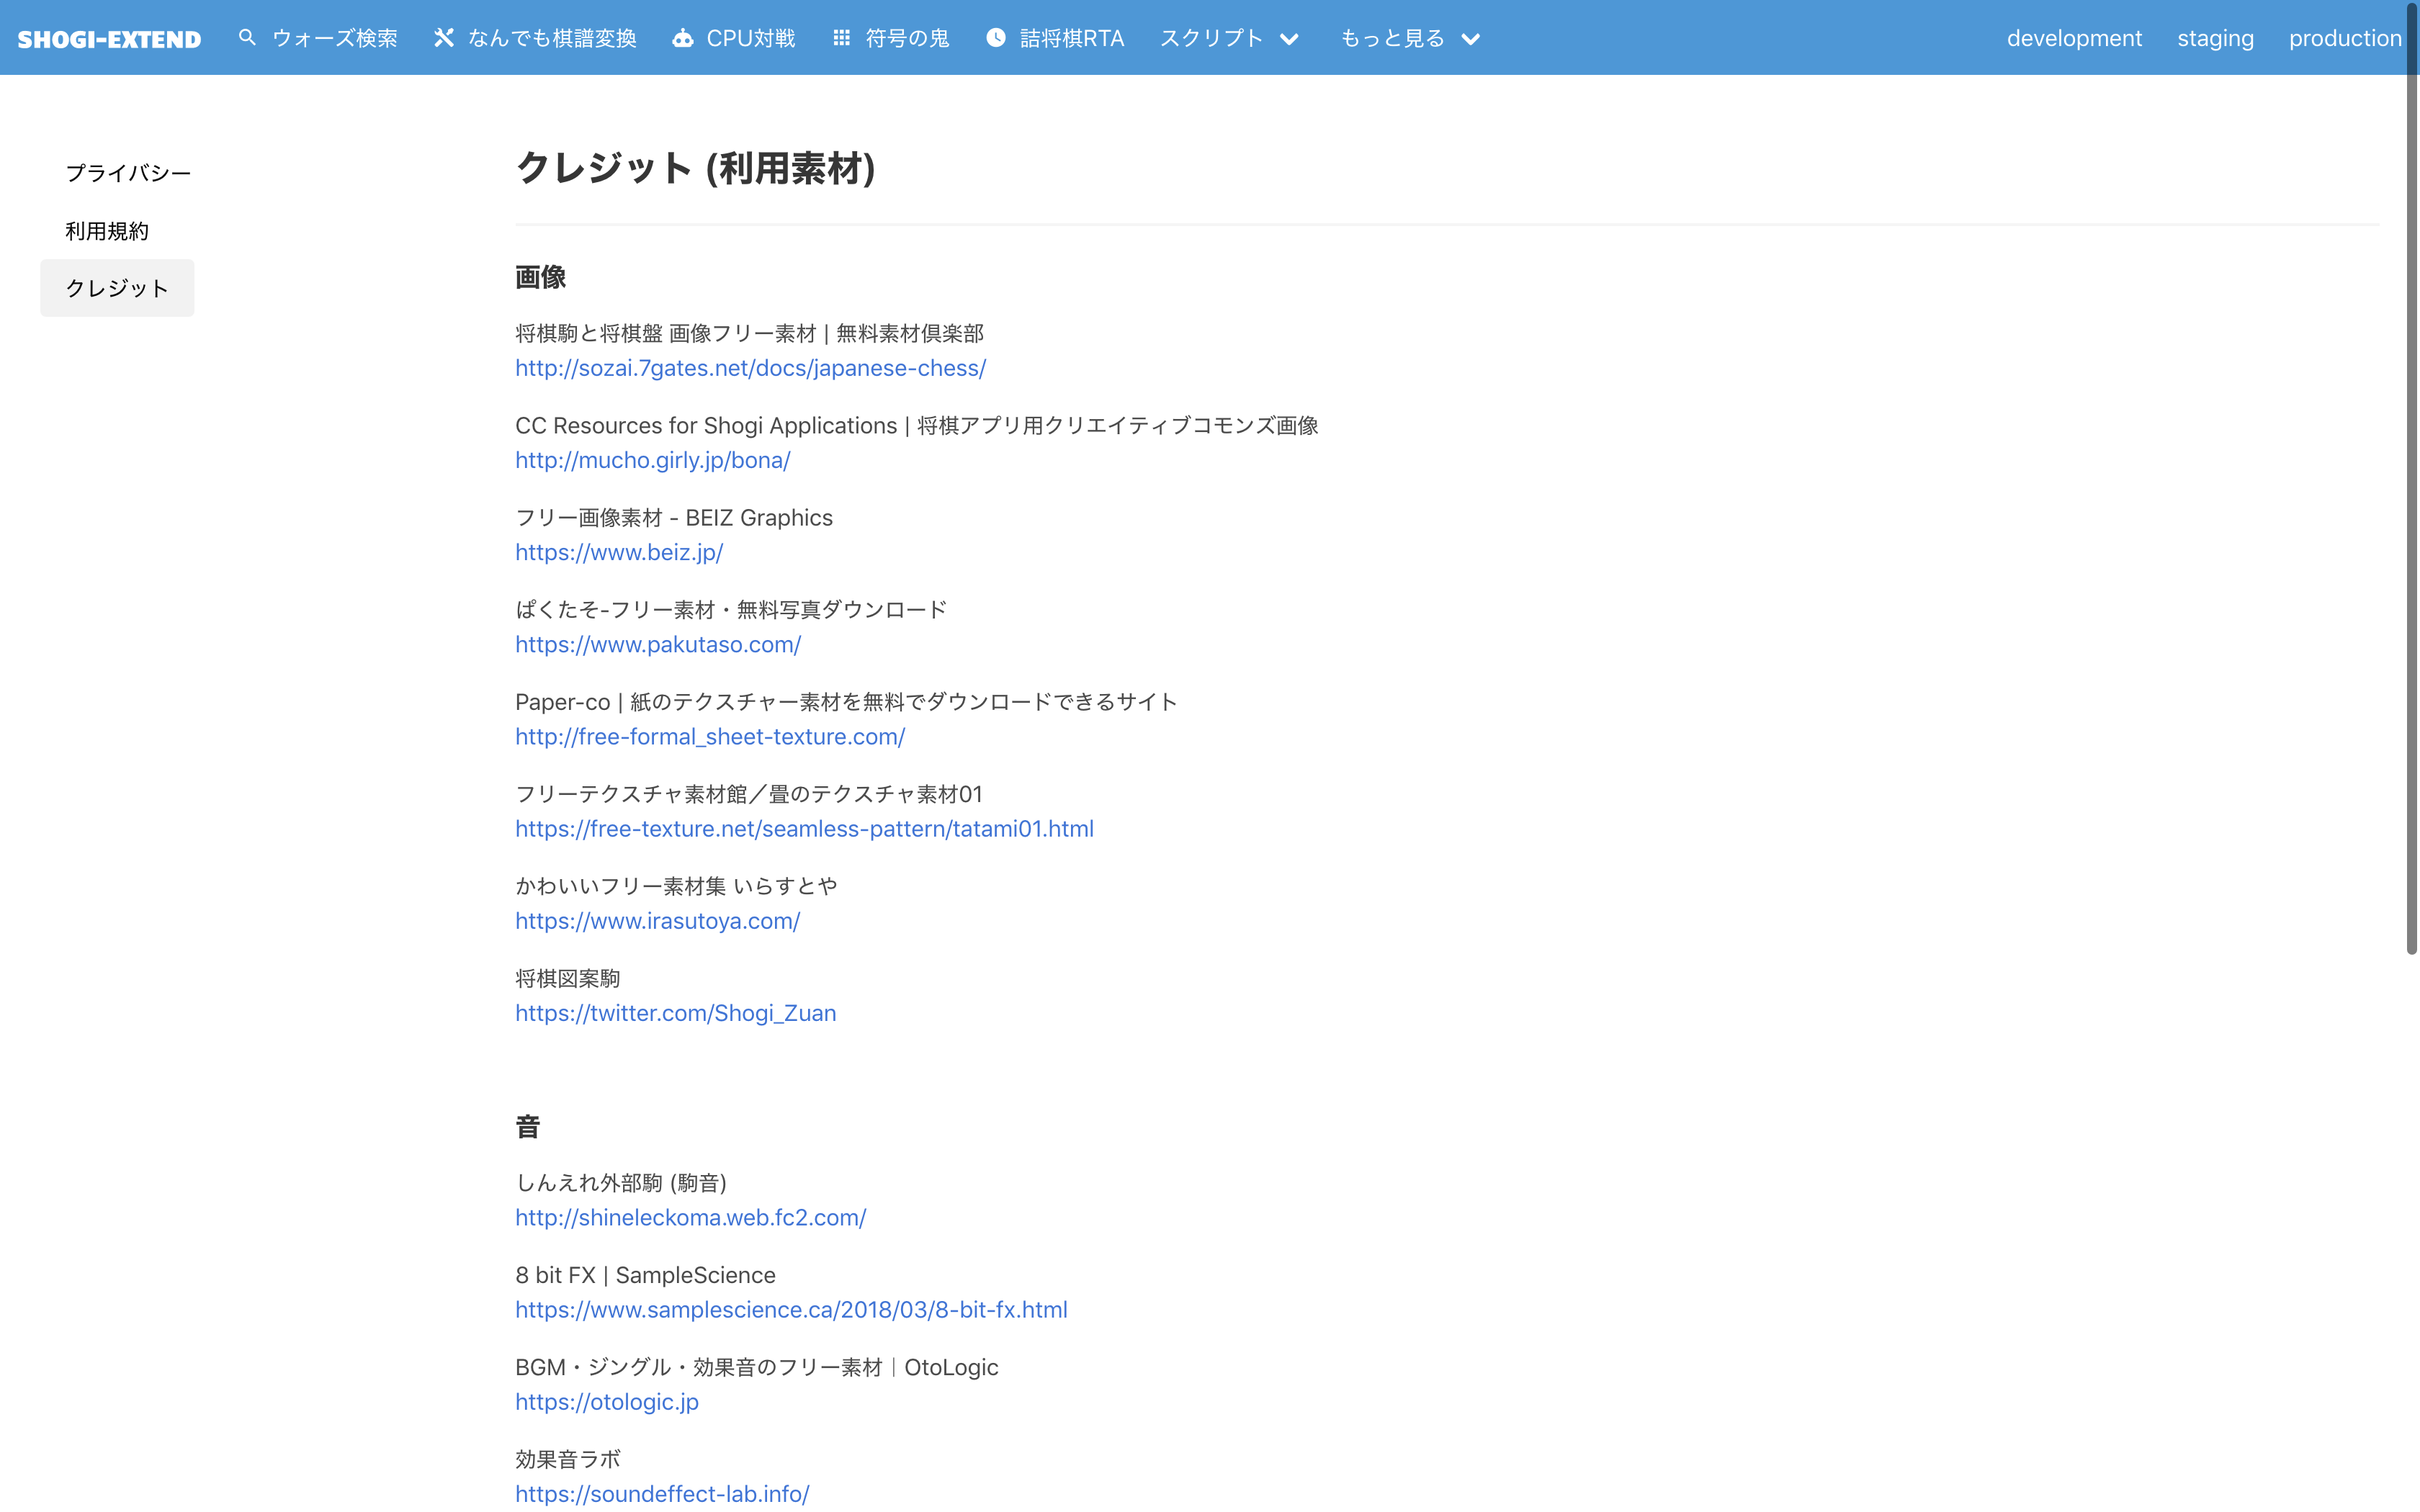 SHOGI-EXTEND ウォーズ検索 なんでも棋譜変換 CPU対戦 符号の鬼 詰将棋RTA スクリプト もっと見る development staging production
プライバシー
利用規約
クレジット
クレジット (利用素材)
画像
将棋駒と将棋盤 画像フリー素材 | 無料素材倶楽部
http://sozai.7gates.net/docs/japanese-chess/
CC Resources for Shogi Applications | 将棋アプリ用クリエイティブコモンズ画像
http://mucho.girly.jp/bona/
フリー画像素材 - BEIZ Graphics
https://www.beiz.jp/
ぱくたそ-フリー素材・無料写真ダウンロード
https://www.pakutaso.com/
Paper-co | 紙のテクスチャー素材を無料でダウンロードできるサイト
http://free-formal_sheet-texture.com/
フリーテクスチャ素材館／畳のテクスチャ素材01
https://free-texture.net/seamless-pattern/tatami01.html
かわいいフリー素材集 いらすとや
https://www.irasutoya.com/
将棋図案駒
https://twitter.com/Shogi_Zuan
音
しんえれ外部駒 (駒音)
http://shineleckoma.web.fc2.com/
8 bit FX | SampleScience
https://www.samplescience.ca/2018/03/8-bit-fx.html
BGM・ジングル・効果音のフリー素材｜OtoLogic
https://otologic.jp
効果音ラボ
https://soundeffect-lab.info/